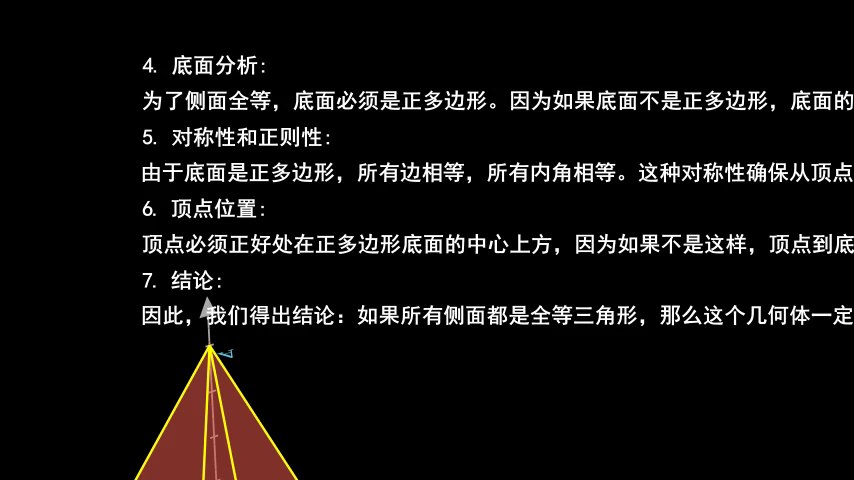 4. 底面分析:
为了侧面全等，底面必须是正多边形。因为如果底面不是正多边形，底面的
5. 对称性和正则性:
由于底面是正多边形，所有边相等，所有内角相等。这种对称性确保从顶点
6. 顶点位置:
顶点必须正好处在正多边形底面的中心上方，因为如果不是这样，顶点到底
7. 结论:
因此，我们得出结论：如果所有侧面都是全等三角形，那么这个几何体一定